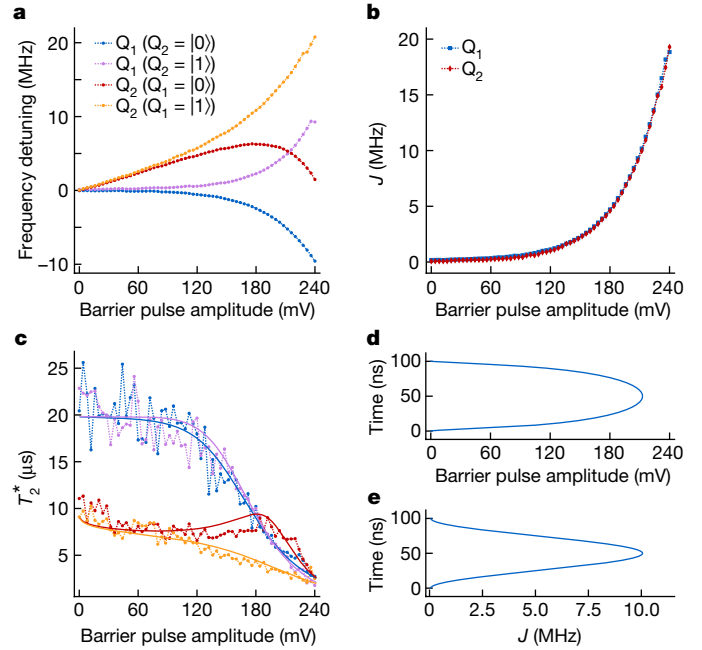 a
Frequency detuning (MHz)
20
10
0
−10
Q1 (Q2 = |0⟩)
Q1 (Q2 = |1⟩)
Q2 (Q1 = |0⟩)
Q2 (Q1 = |1⟩)
0 60 120 180 240
Barrier pulse amplitude (mV)
b
J (MHz)
20
15
10
5
0
Q1
Q2
0 60 120 180 240
Barrier pulse amplitude (mV)
c
T2* (μs)
25
20
15
10
5
0 60 120 180 240
Barrier pulse amplitude (mV)
d
Time (ns)
100
50
0
0 60 120 180 240
Barrier pulse amplitude (mV)
e
Time (ns)
100
50
0
0 2.5 5.0 7.5 10.0
J (MHz)